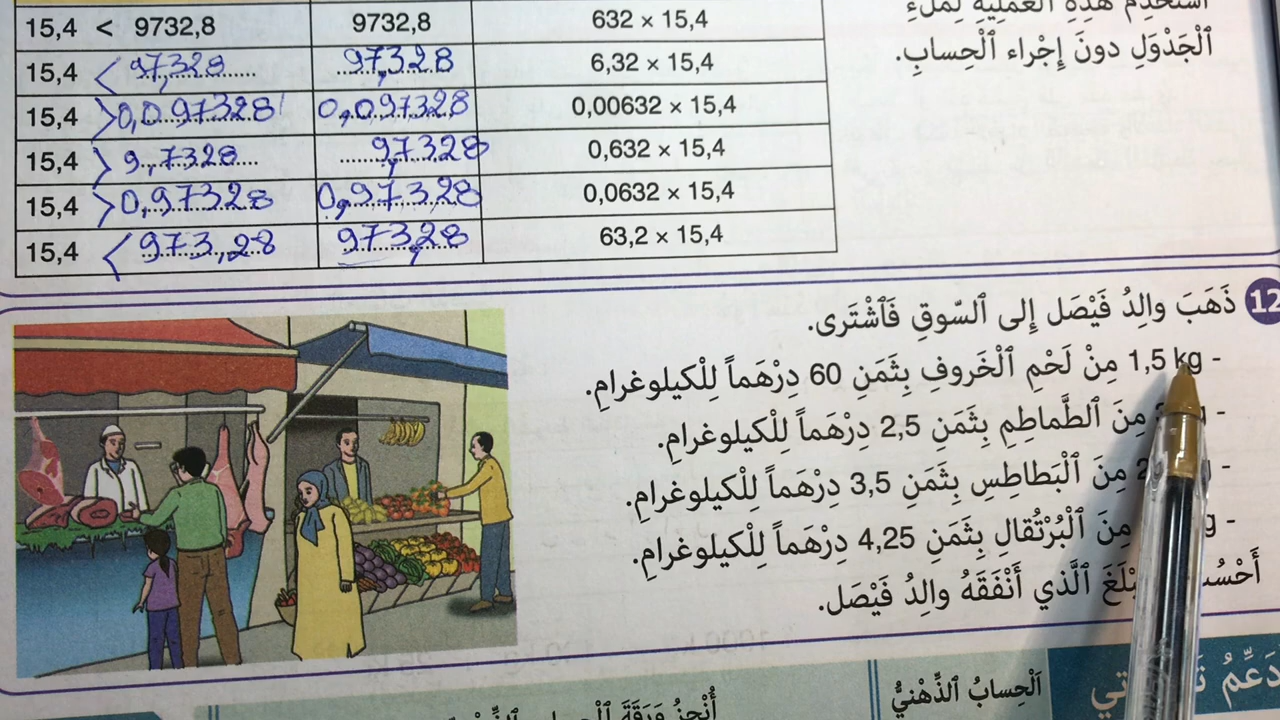 استخدم هذه العملية لملء
ٱلْجَدْوَلِ دونَ إِجْراء ٱلْحِسابِ.
632 × 15,4 9732,8 15,4 < 9732,8
6,32 × 15,4 97,328 15,4 < 97,328
0,00632 × 15,4 0,097328 15,4 > 0,097328
0,632 × 15,4 9,7328 15,4 > 9,7328
0,0632 × 15,4 0,97328 15,4 > 0,97328
63,2 × 15,4 973,28 15,4 < 973,28
12 ذَهَبَ والِدُ فَيْصَل إِلى ٱلسّوقِ فَٱشْتَرى.
- 1,5 kg مِنْ لَحْمِ ٱلْخَروفِ بِثَمَنِ 60 دِرْهَماً لِلْكيلوغرامِ.
- مِنَ ٱلطَّماطِمِ بِثَمَنِ 2,5 دِرْهَماً لِلْكيلوغرامِ.
- مِنَ ٱلْبَطاطِسِ بِثَمَنِ 3,5 دِرْهَماً لِلْكيلوغرامِ.
- مِنَ ٱلْبُرْتُقالِ بِثَمَنِ 4,25 دِرْهَماً لِلْكيلوغرامِ.
ٱلَّذي أَنْفَقَهُ والِدُ فَيْصَل.
ٱلْحِسابُ ٱلذِّهْنيُّ
أُنْجِزُ وَرَقَةَ